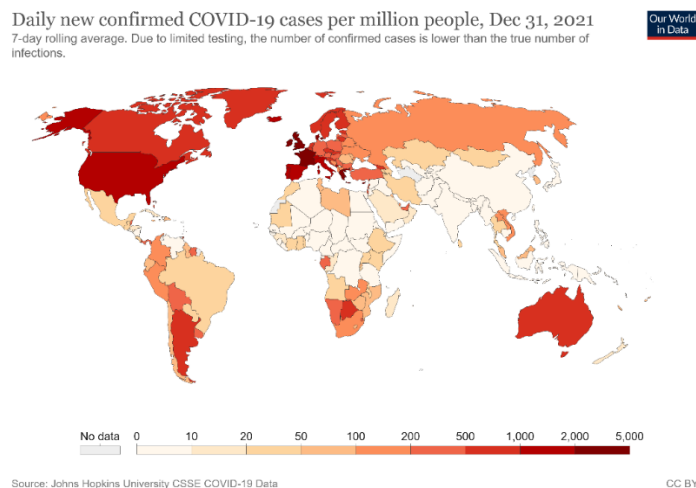 Daily new confirmed COVID-19 cases per million people, Dec 31, 2021
Our World
in Data
7-day rolling average. Due to limited testing, the number of confirmed cases is lower than the true number of
infections.
No data 0 10 20 50 100 200 500 1,000 2,000 5,000
Source: Johns Hopkins University CSSE COVID-19 Data CC BY